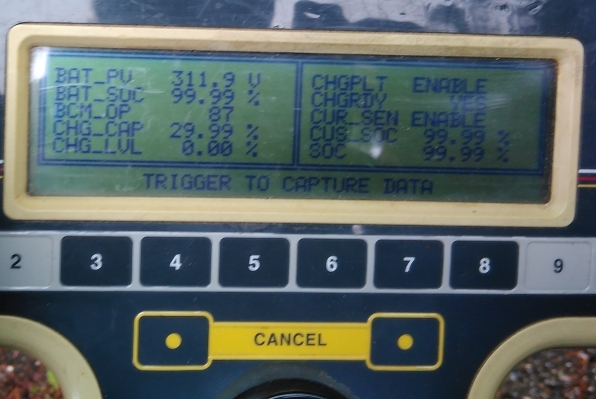 BAT_PV 311.9 V
BAT_SOC 99.99 %
BCM_OP 87
CHG_CAP 29.99 %
CHG_LVL 0.00 %
CHGPLT ENABLE
CHGRDY YES
CUR_SEN ENABLE
CUS_SOC 99.99 %
SOC 99.99 %
TRIGGER TO CAPTURE DATA
2 3 4 5 6 7 8 9
CANCEL